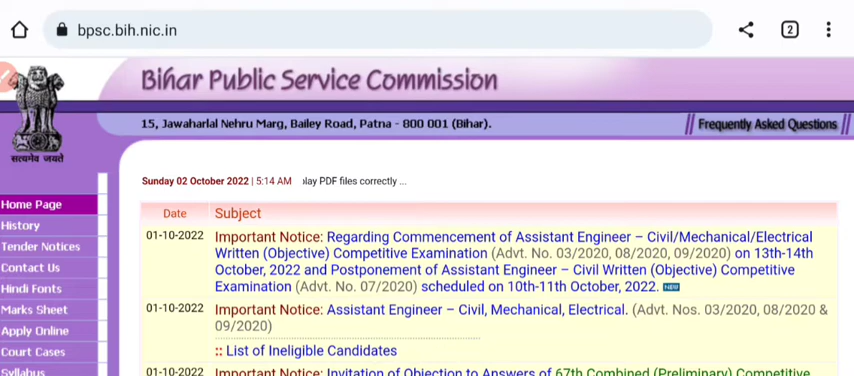 bpsc.bih.nic.in
2
Bihar Public Service Commission
15, Jawaharlal Nehru Marg, Bailey Road, Patna - 800 001 (Bihar).
Frequently Asked Questions
सत्यमेव जयते
Sunday 02 October 2022 | 5:14 AM play PDF files correctly ...
Home Page
History
Tender Notices
Contact Us
Hindi Fonts
Marks Sheet
Apply Online
Court Cases
Syllabus
Date Subject
01-10-2022 Important Notice: Regarding Commencement of Assistant Engineer – Civil/Mechanical/Electrical
Written (Objective) Competitive Examination (Advt. No. 03/2020, 08/2020, 09/2020) on 13th-14th
October, 2022 and Postponement of Assistant Engineer – Civil Written (Objective) Competitive
Examination (Advt. No. 07/2020) scheduled on 10th-11th October, 2022. NEW
01-10-2022 Important Notice: Assistant Engineer – Civil, Mechanical, Electrical. (Advt. Nos. 03/2020, 08/2020 &
09/2020)
:: List of Ineligible Candidates
01-10-2022 Important Notice: Invitation of Objection to Answers of 67th Combined (Preliminary) Competitive